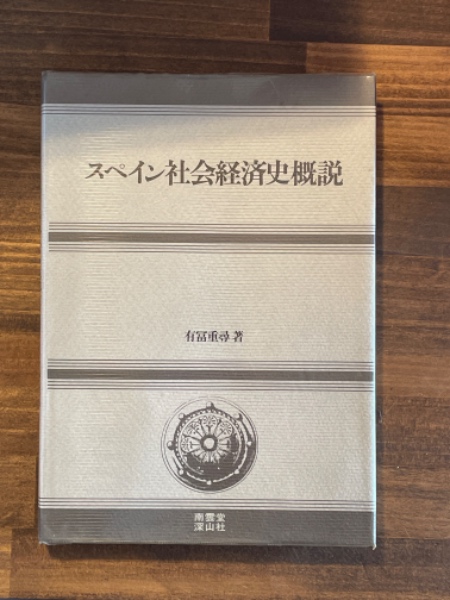 スペイン社会経済史概説
有冨重尋 著
南雲堂
深山社